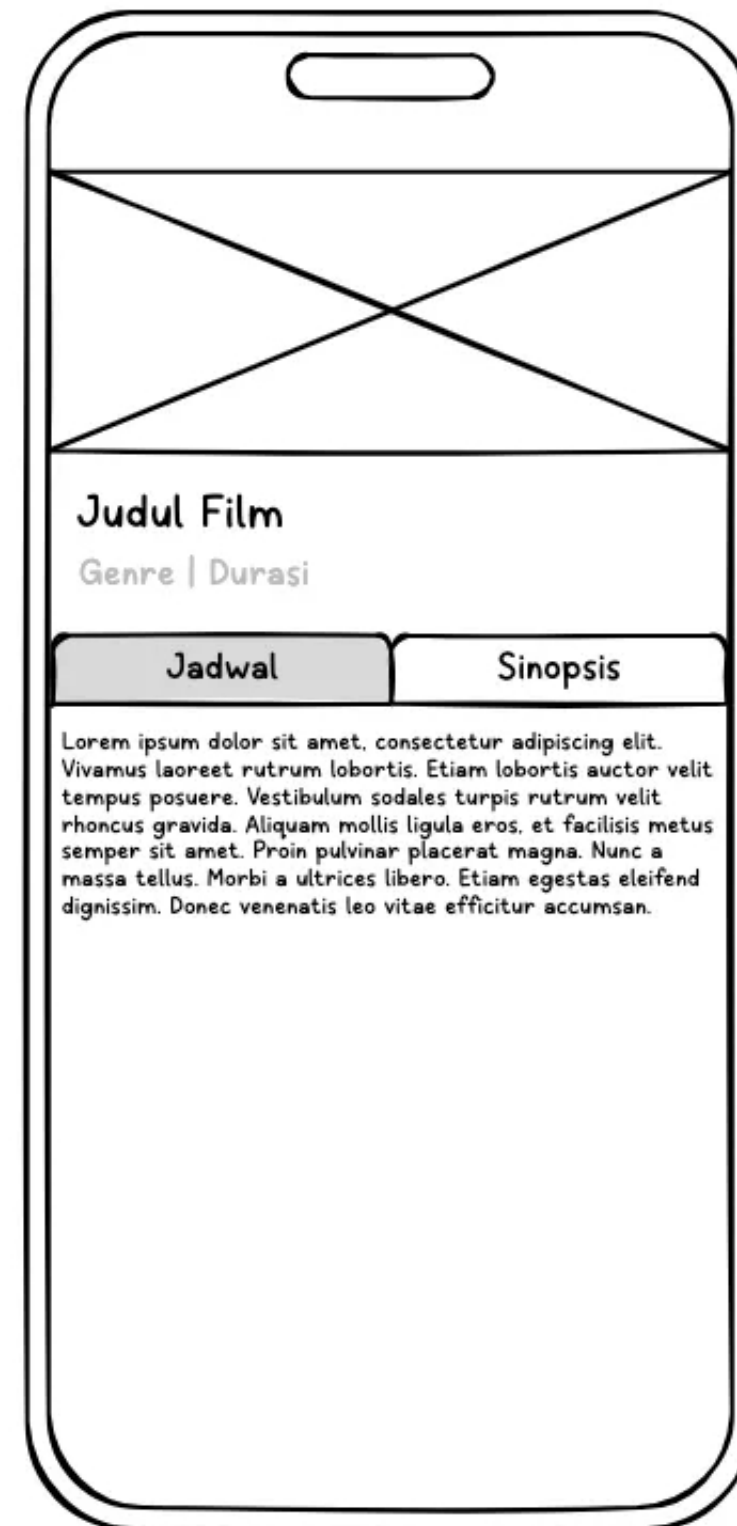 Judul Film
Genre | Durasi
Jadwal
Sinopsis
Lorem ipsum dolor sit amet, consectetur adipiscing elit.
Vivamus laoreet rutrum lobortis. Etiam lobortis auctor velit
tempus posuere. Vestibulum sodales turpis rutrum velit
rhoncus gravida. Aliquam mollis ligula eros, et facilisis metus
semper sit amet. Proin pulvinar placerat magna. Nunc a
massa tellus. Morbi a ultrices libero. Etiam egestas eleifend
dignissim. Donec venenatis leo vitae efficitur accumsan.